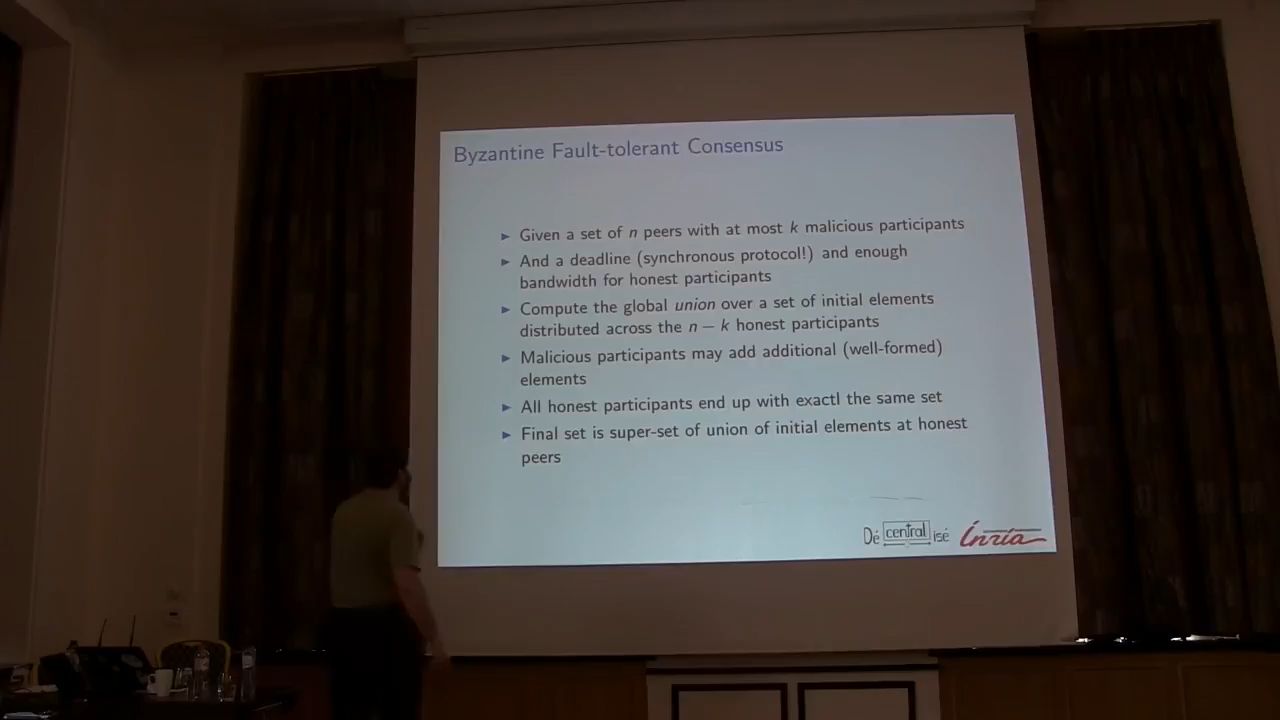 Byzantine Fault-tolerant Consensus
► Given a set of n peers with at most k malicious participants
► And a deadline (synchronous protocol!) and enough
bandwidth for honest participants
► Compute the global union over a set of initial elements
distributed across the n − k honest participants
► Malicious participants may add additional (well-formed)
elements
► All honest participants end up with exactl the same set
► Final set is super-set of union of initial elements at honest
peers
Dé central isé Inria